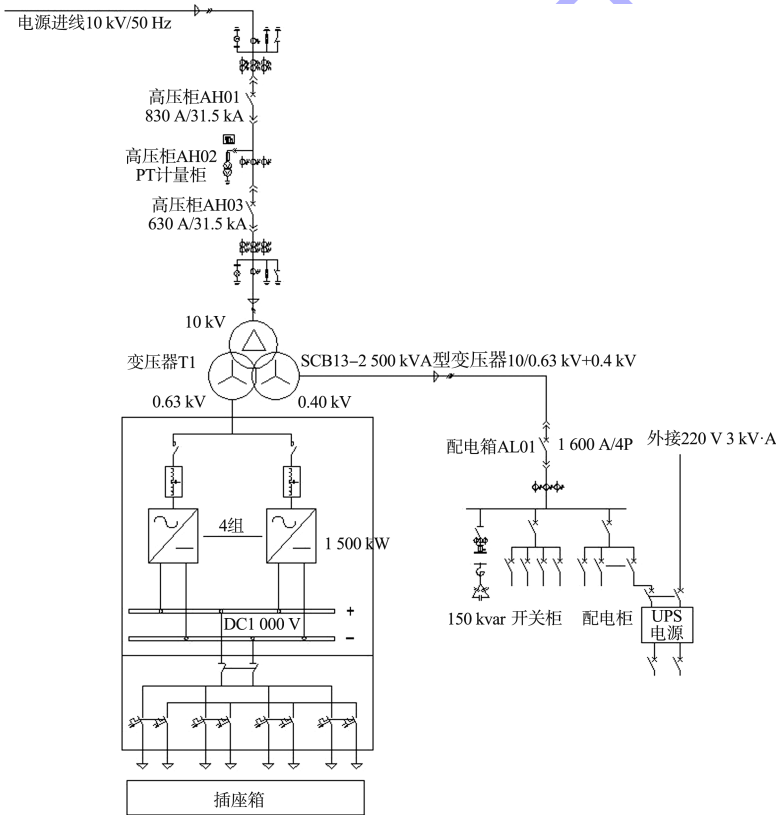 电源进线10 kV/50 Hz
高压柜AH01
830 A/31.5 kA
高压柜AH02
PT计量柜
高压柜AH03
630 A/31.5 kA
10 kV
变压器T1
SCB13-2 500 kVA型变压器10/0.63 kV+0.4 kV
0.63 kV
0.40 kV
配电箱AL01
1 600 A/4P
外接220 V 3 kV·A
4组
1 500 kW
+
DC1 000 V
-
150 kvar
开关柜
配电柜
UPS
电源
插座箱